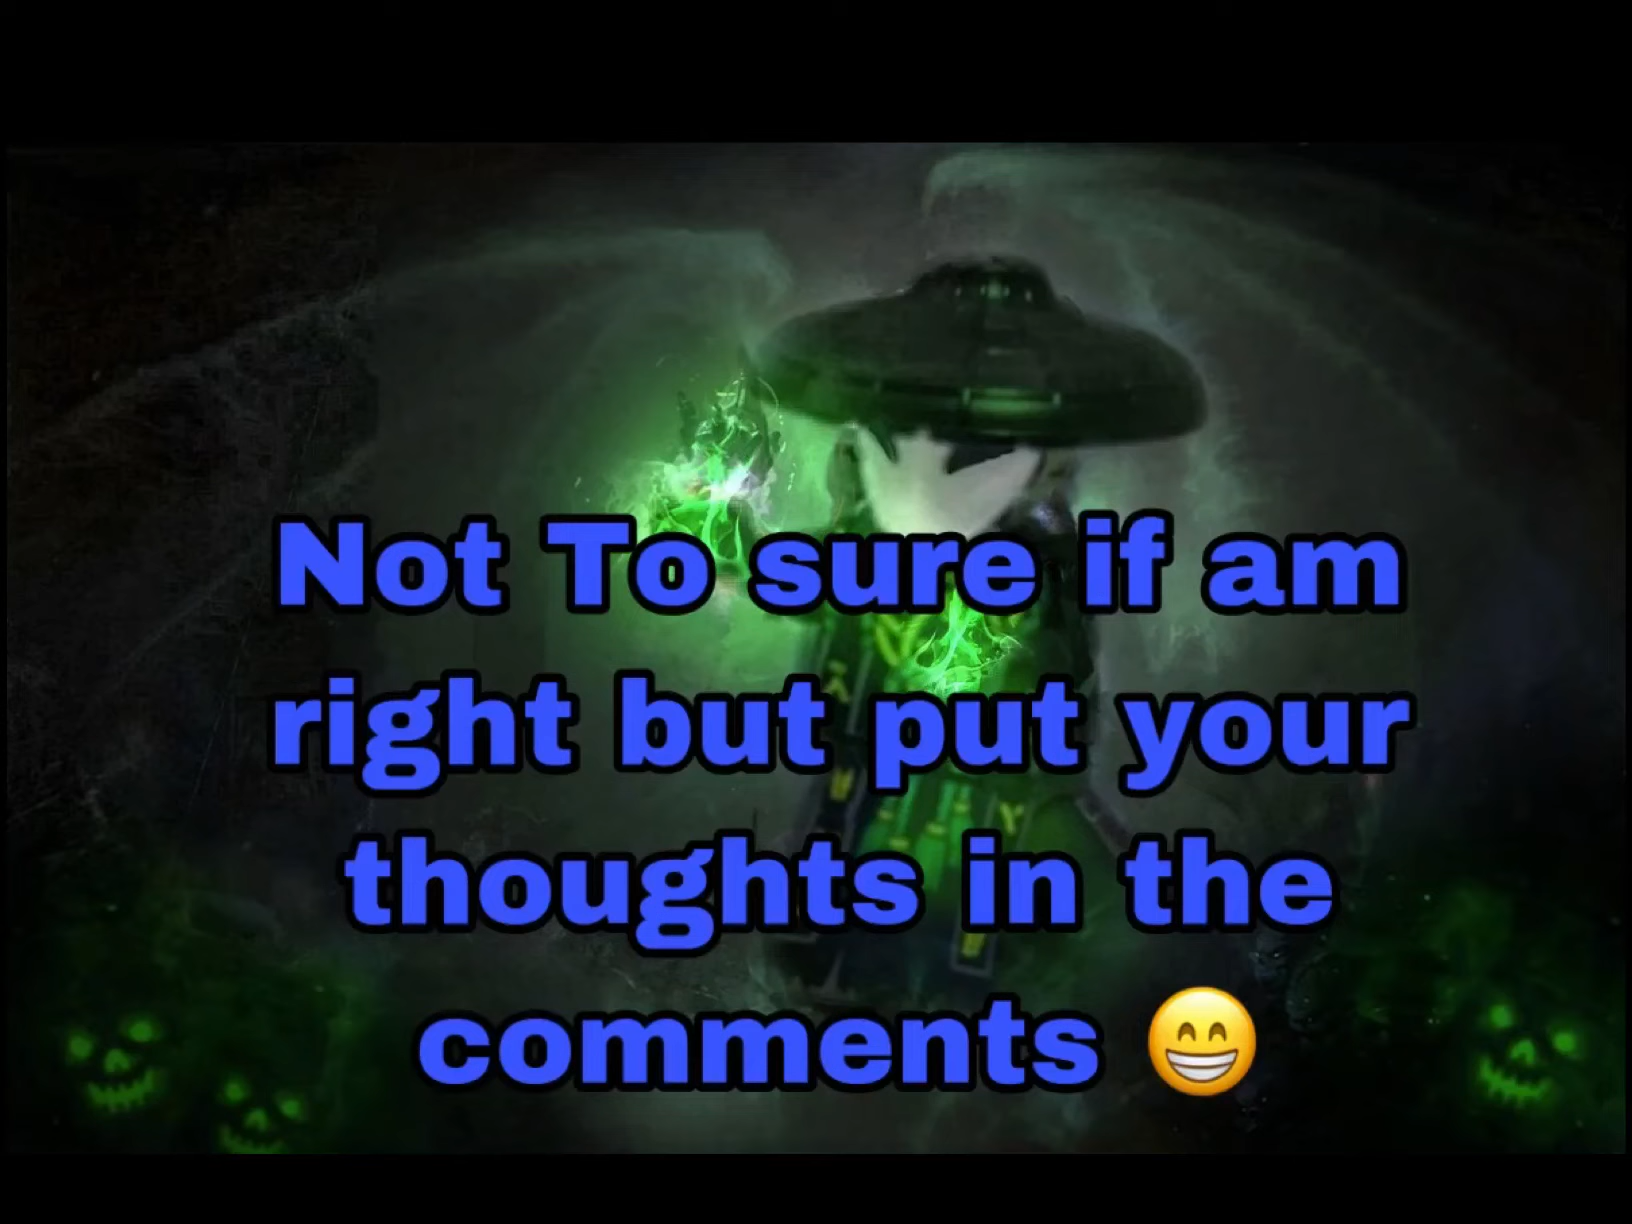 Not To sure if am
right but put your
thoughts in the
comments 😁